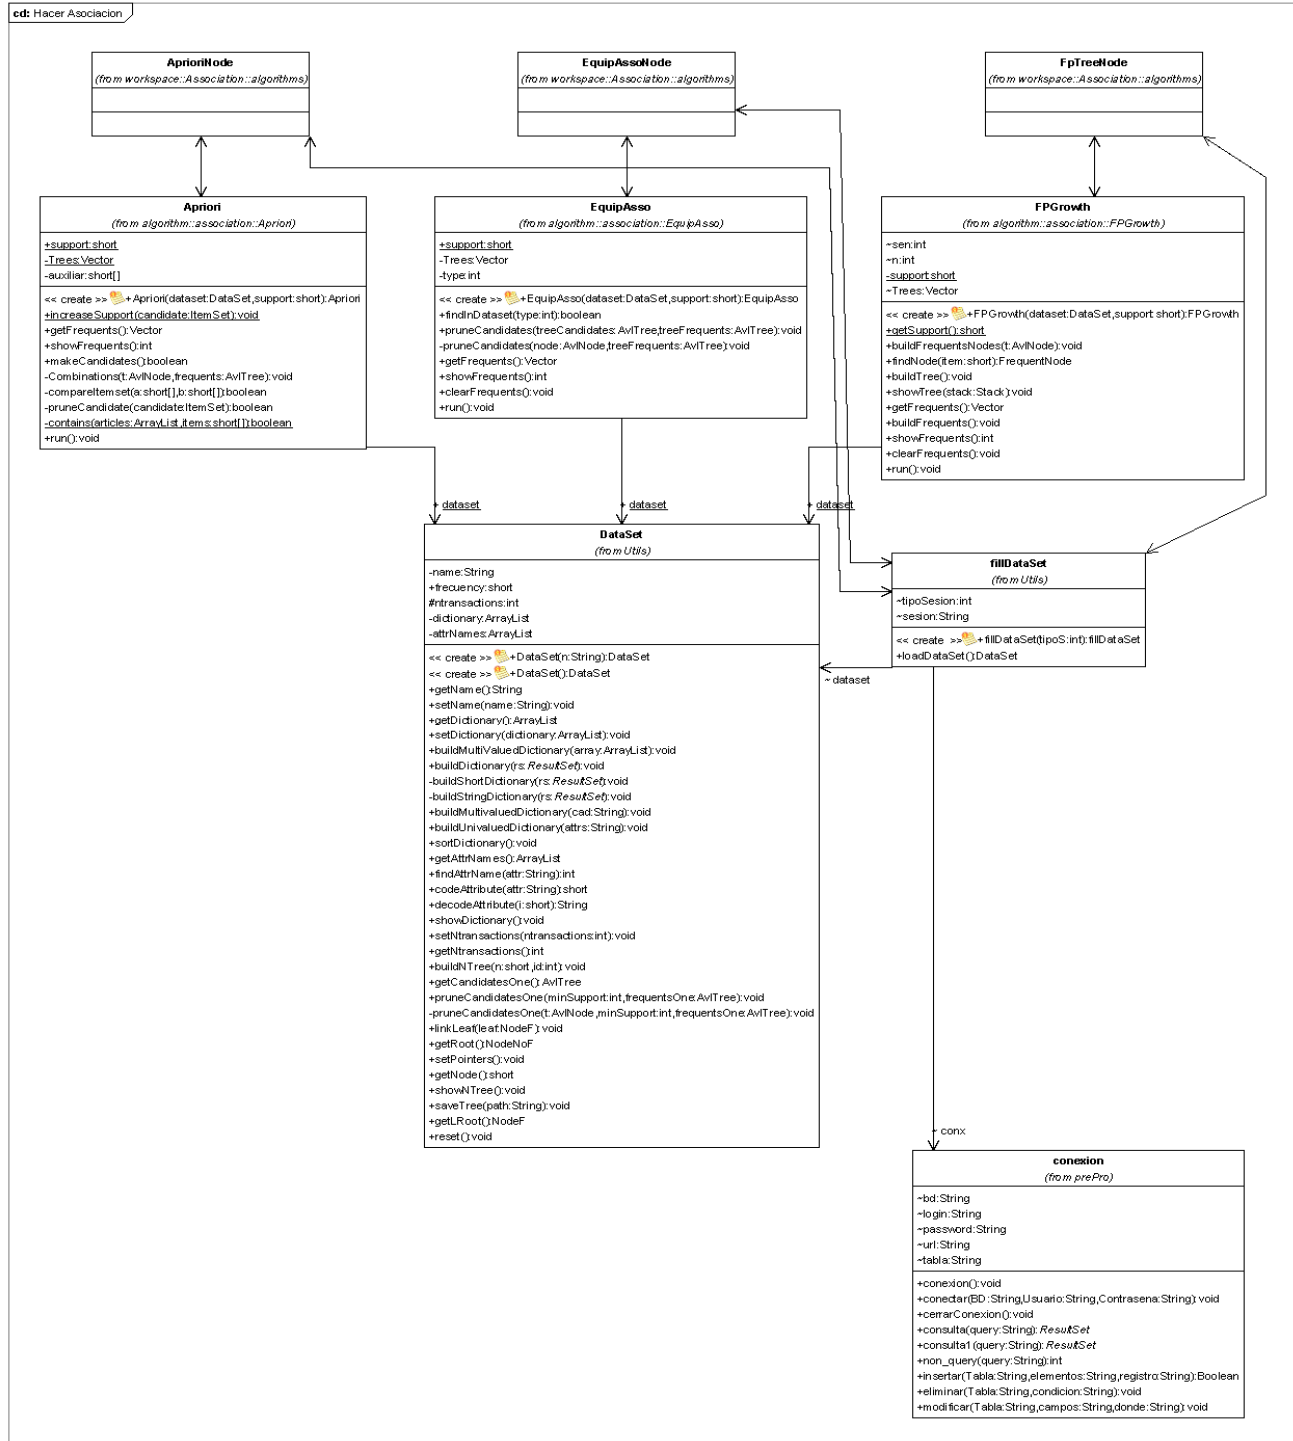 cd: Hacer Asociacion
AprioriNode
(from workspace::Association::algorithms)
EquipAssoNode
(from workspace::Association::algorithms)
FpTreeNode
(from workspace::Association::algorithms)
Apriori
(from algorithm::association::Apriori)
+support:short
-Trees:Vector
-auxiliar:short[]
<< create >> +Apriori(dataset:DataSet,support:short):Apriori
+increaseSupport(candidate:ItemSet):void
+getFrequents():Vector
+showFrequents():int
+makeCandidates():boolean
-Combinations(t:AvlNode,frequents:AvlTree):void
-compareItemset(a:short[],b:short[]):boolean
-pruneCandidate(candidate:ItemSet):boolean
-contains(articles:ArrayList,items:short[]):boolean
+run():void
EquipAsso
(from algorithm::association::EquipAsso)
+support:short
-Trees:Vector
-type:int
<< create >> +EquipAsso(dataset:DataSet,support:short):EquipAsso
+findInDataset(type:int):boolean
+pruneCandidates(treeCandidates:AvlTree,treeFrequents:AvlTree):void
-pruneCandidates(node:AvlNode,treeFrequents:AvlTree):void
+getFrequents():Vector
+showFrequents():int
+clearFrequents():void
+run():void
FPGrowth
(from algorithm::association::FPGrowth)
~sen:int
~n:int
-support:short
~Trees:Vector
<< create >> +FPGrowth(dataset:DataSet,support:short):FPGrowth
+getSupport():short
+buildFrequentsNodes(t:AvlNode):void
+findNode(item:short):FrequentNode
+buildTree():void
+showTree(stack:Stack):void
+getFrequents():Vector
+buildFrequents():void
+showFrequents():int
+clearFrequents():void
+run():void
+ dataset
+ dataset
+ dataset
DataSet
(from Utils)
-name:String
+frecuency:short
#ntransactions:int
-dictionary:ArrayList
-attrNames:ArrayList
<< create >> +DataSet(n:String):DataSet
<< create >> +DataSet():DataSet
+getName():String
+setName(name:String):void
+getDictionary():ArrayList
+setDictionary(dictionary:ArrayList):void
+buildMultiValuedDictionary(array:ArrayList):void
+buildDictionary(rs:ResultSet):void
-buildShortDictionary(rs:ResultSet):void
-buildStringDictionary(rs:ResultSet):void
+buildMultivaluedDictionary(cad:String):void
+buildUnivaluedDictionary(attrs:String):void
+sortDictionary():void
+getAttrNames():ArrayList
+findAttrName(attr:String):int
+codeAttribute(attr:String):short
+decodeAttribute(i:short):String
+showDictionary():void
+setNtransactions(ntransactions:int):void
+getNtransactions():int
+buildNTree(n:short,id:int):void
+getCandidatesOne():AvlTree
+pruneCandidatesOne(minSupport:int,frequentsOne:AvlTree):void
-pruneCandidatesOne(t:AvlNode,minSupport:int,frequentsOne:AvlTree):void
+linkLeaf(leaf:NodeF):void
+getRoot():NodeNoF
+setPointers():void
+getNode():short
+showNTree():void
+saveTree(path:String):void
+getLRoot():NodeF
+reset():void
fillDataSet
(from Utils)
~tipoSesion:int
~sesion:String
<< create >> +fillDataSet(tipoS:int):fillDataSet
+loadDataSet():DataSet
~ dataset
~ conx
conexion
(from prePro)
~bd:String
~login:String
~password:String
~url:String
~tabla:String
+conexion():void
+conectar(BD:String,Usuario:String,Contrasena:String):void
+cerrarConexion():void
+consulta(query:String):ResultSet
+consulta1(query:String):ResultSet
+non_query(query:String):int
+insertar(Tabla:String,elementos:String,registro:String):Boolean
+eliminar(Tabla:String,condicion:String):void
+modificar(Tabla:String,campos:String,donde:String):void